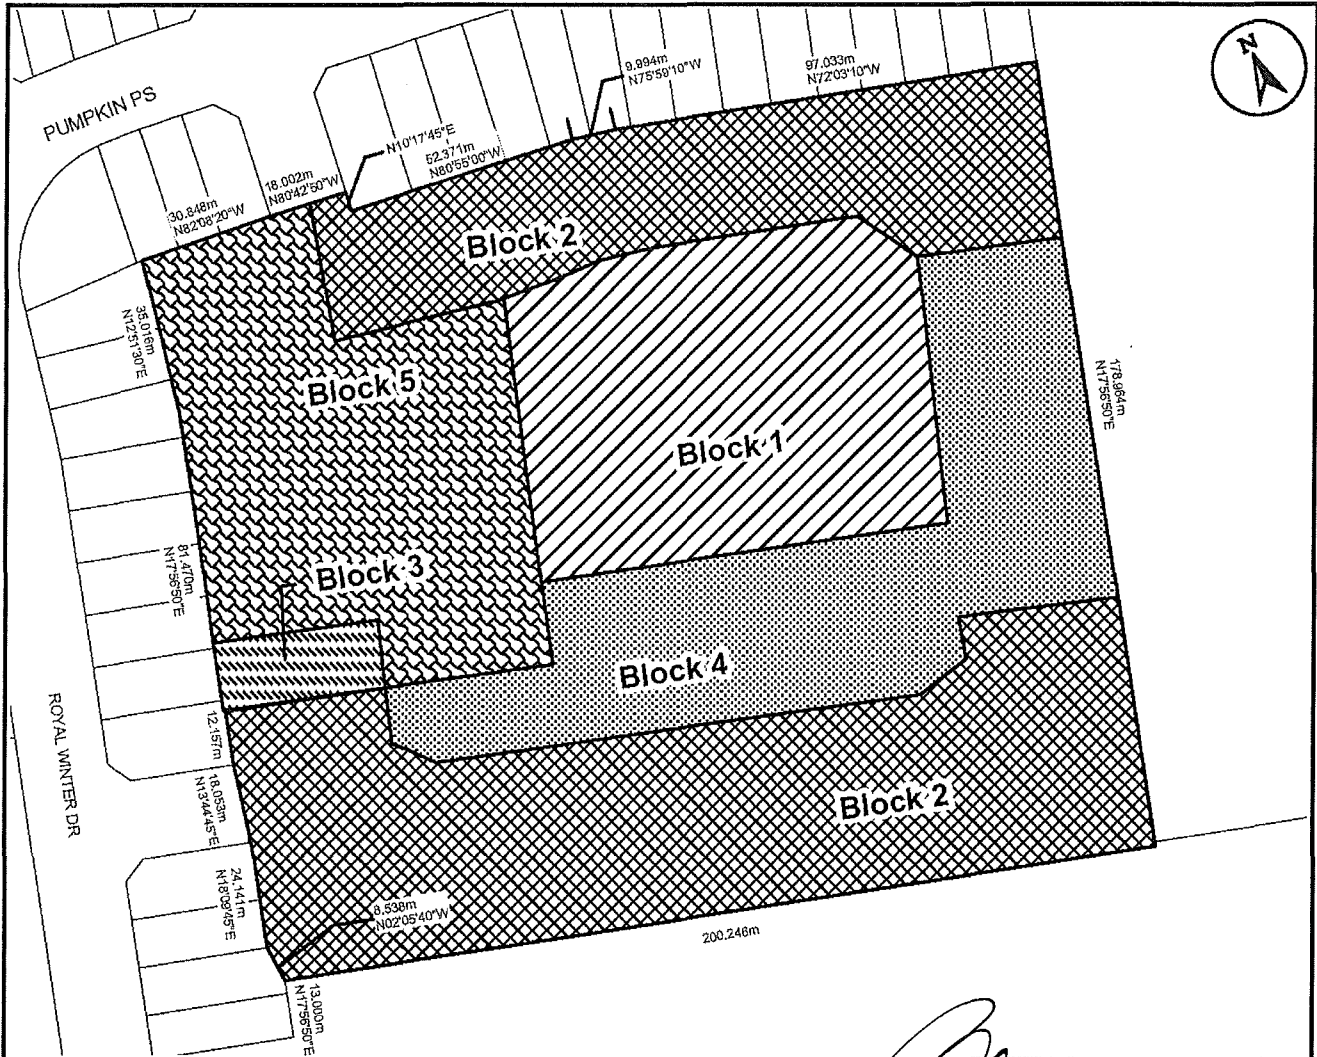 N
PUMPKIN PS
9.994m
N75°59'10"W
97.033m
N72°03'10"W
N10°17'45"E
52.371m
N80°55'00"W
18.002m
N80°42'50"W
30.848m
N82°08'20"W
Block 2
35.016m
N12°51'30"E
Block 5
178.964m
N17°56'50"E
Block 1
81.470m
N17°56'50"E
Block 3
Block 4
ROYAL WINTER DR
12.157m
18.053m
N13°44'45"E
Block 2
24.141m
N18°09'45"E
8.538m
N02°05'40"W
200.246m
13.000m
N17°56'50"E